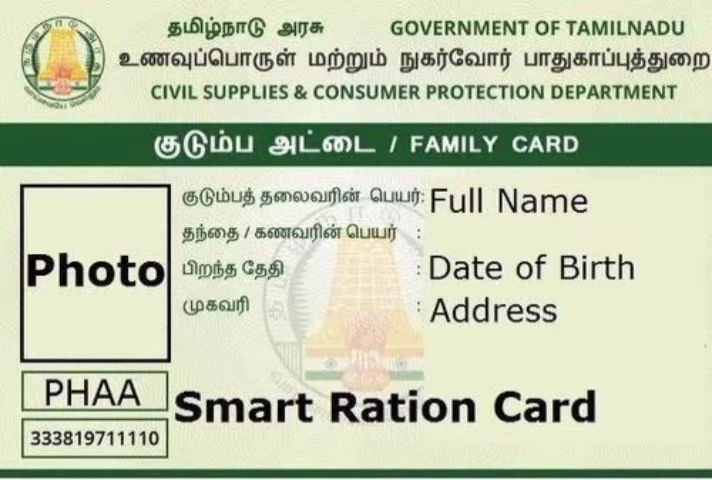 தமிழ்நாடு அரசு GOVERNMENT OF TAMILNADU
உணவுப்பொருள் மற்றும் நுகர்வோர் பாதுகாப்புத்துறை
CIVIL SUPPLIES & CONSUMER PROTECTION DEPARTMENT
குடும்ப அட்டை / FAMILY CARD
குடும்பத் தலைவரின் பெயர்: Full Name
தந்தை / கணவரின் பெயர் :
Photo
பிறந்த தேதி : Date of Birth
முகவரி : Address
PHAA
Smart Ration Card
333819711110